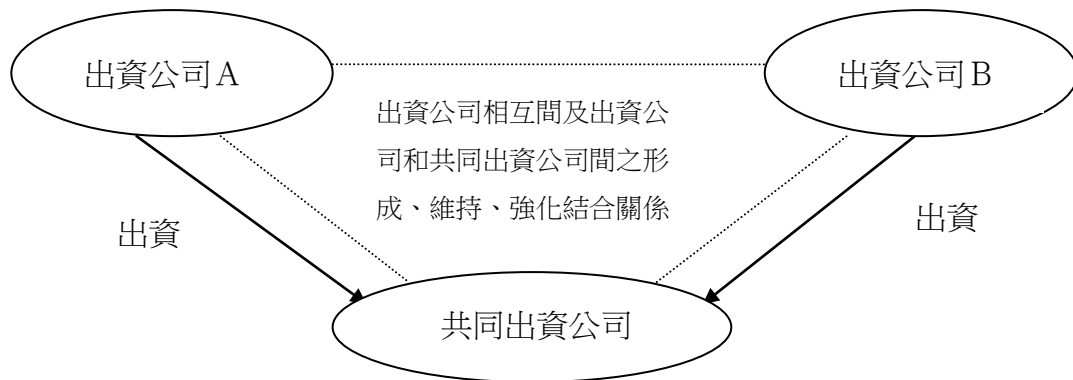 出資公司Ａ
出資公司Ｂ
出資公司相互間及出資公
司和共同出資公司間之形
成、維持、強化結合關係
出資
出資
共同出資公司